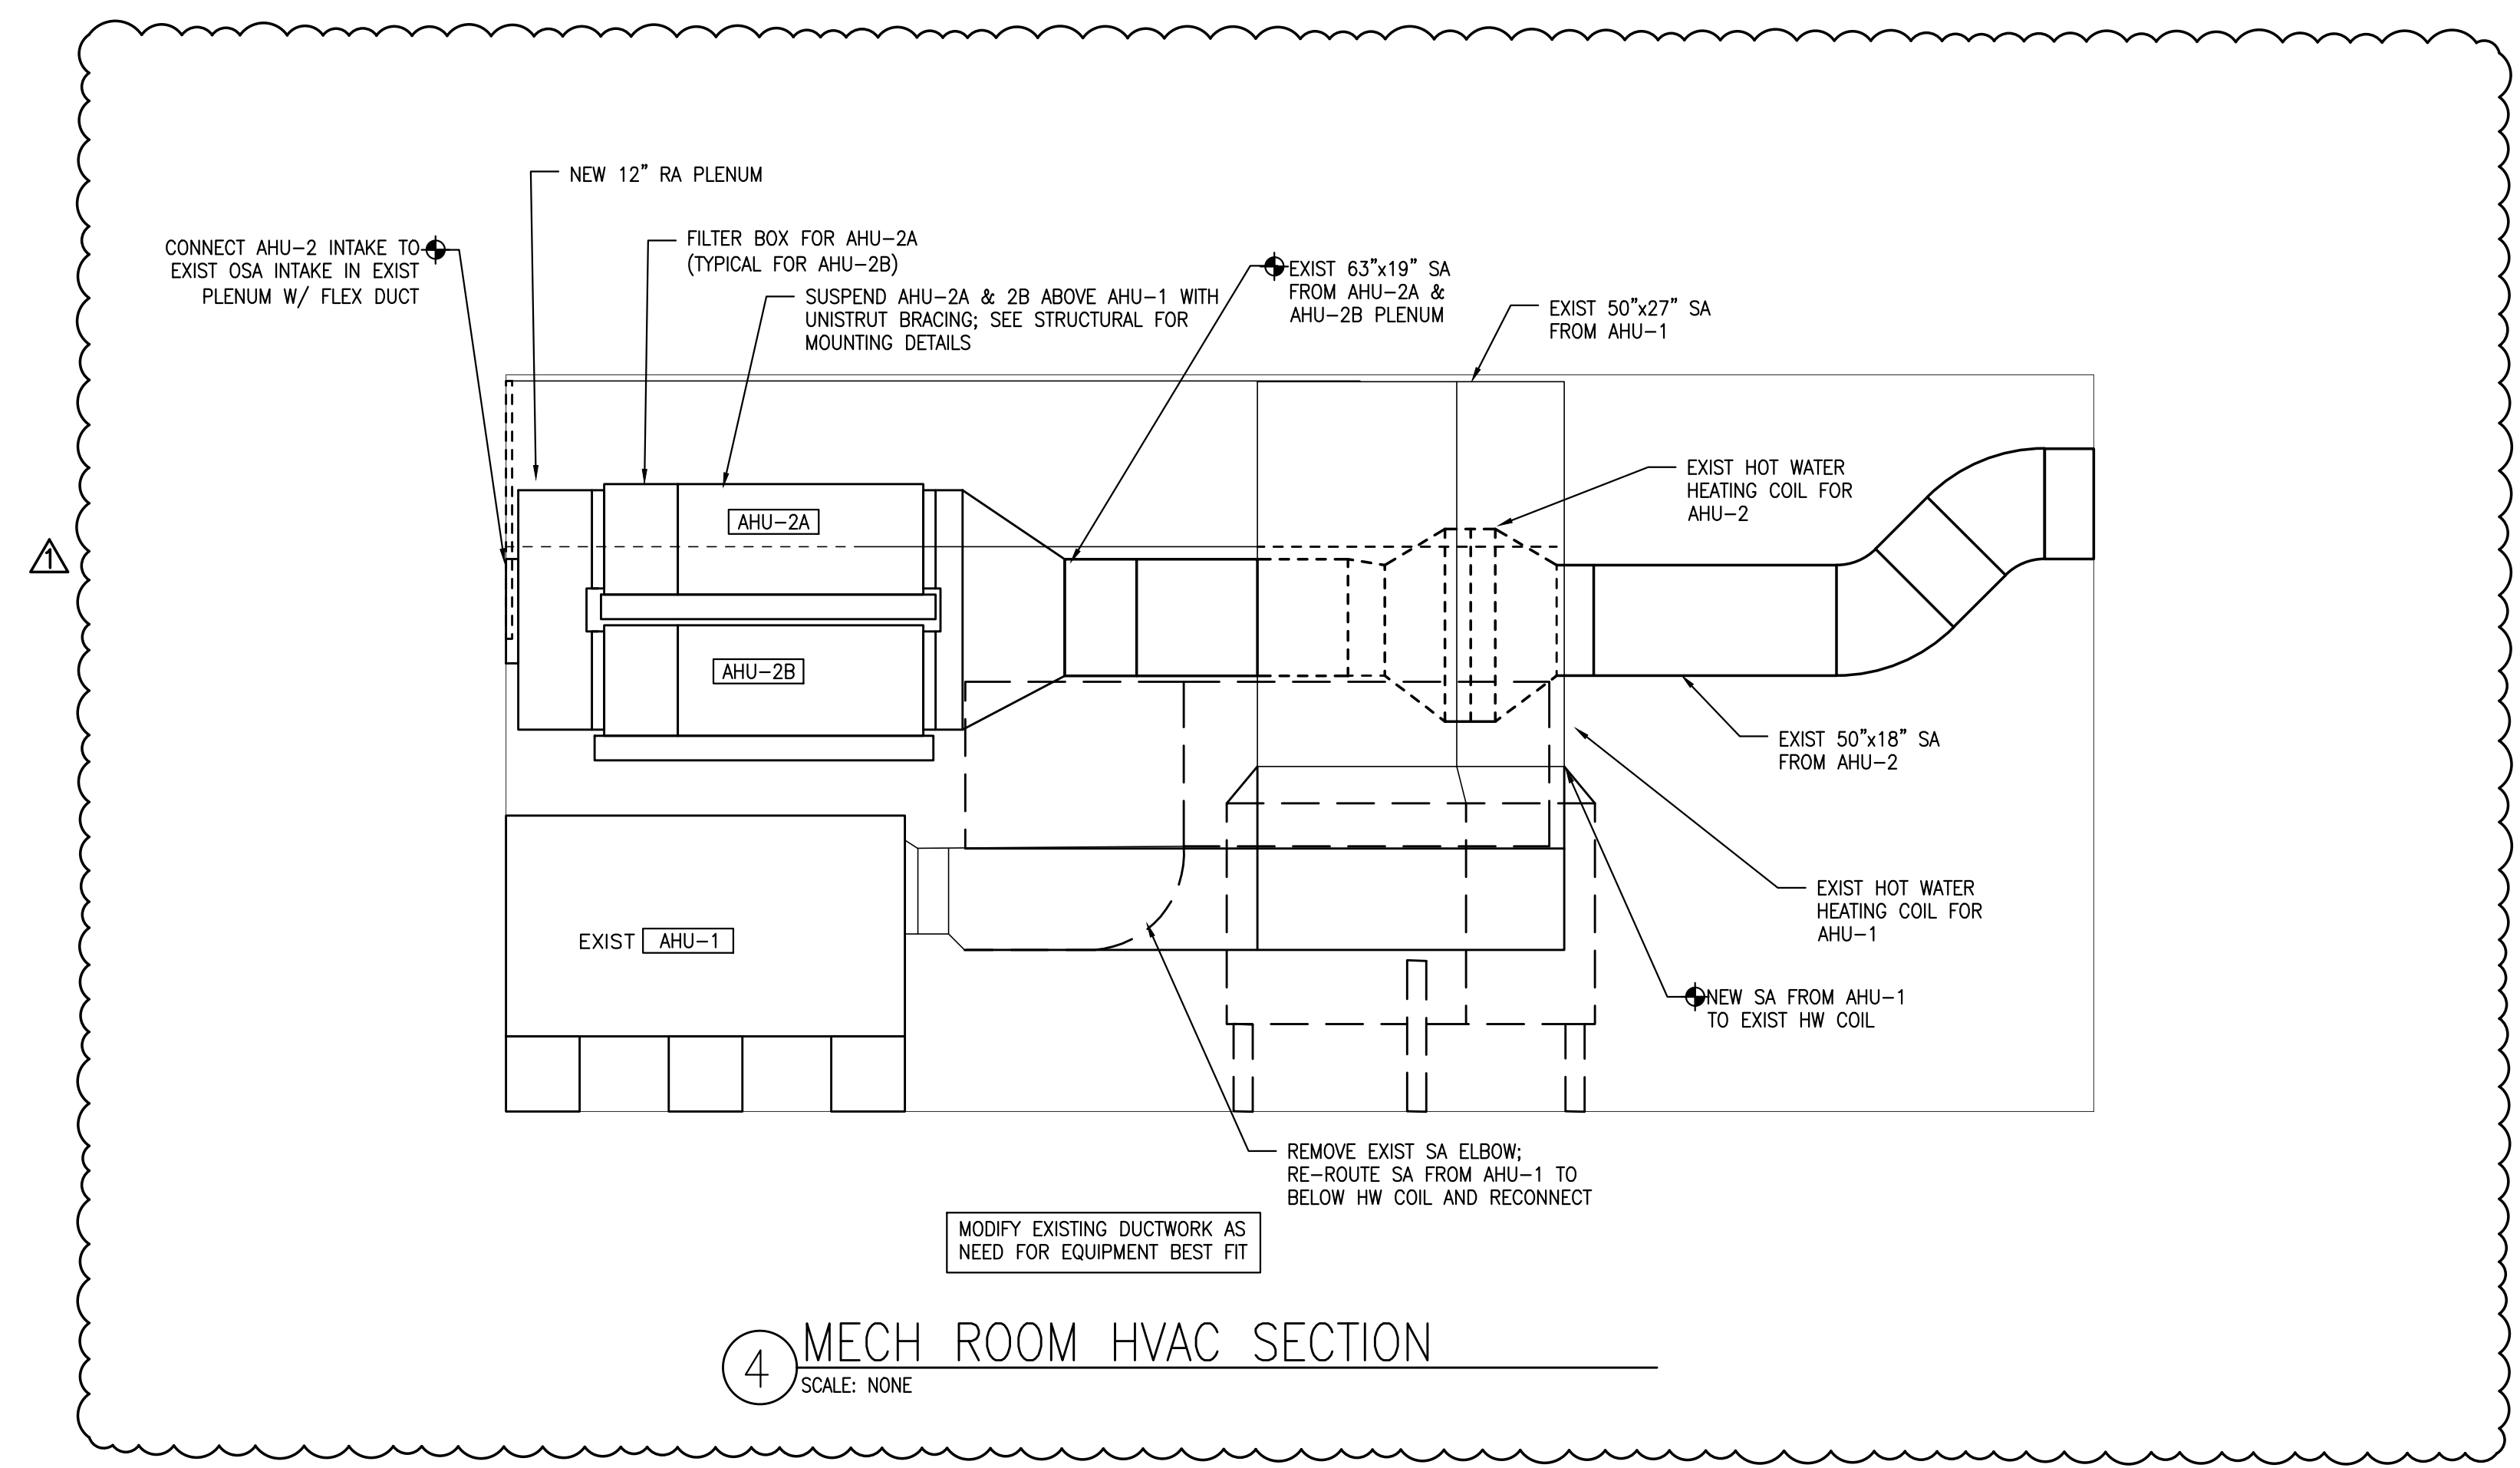 NEW 12" RA PLENUM
CONNECT AHU-2 INTAKE TO
EXIST OSA INTAKE IN EXIST
PLENUM W/ FLEX DUCT
FILTER BOX FOR AHU-2A
(TYPICAL FOR AHU-2B)
SUSPEND AHU-2A & 2B ABOVE AHU-1 WITH
UNISTRUT BRACING; SEE STRUCTURAL FOR
MOUNTING DETAILS
EXIST 63"x19" SA
FROM AHU-2A &
AHU-2B PLENUM
EXIST 50"x27" SA
FROM AHU-1
EXIST HOT WATER
HEATING COIL FOR
AHU-2
AHU-2A
1
AHU-2B
EXIST 50"x18" SA
FROM AHU-2
EXIST HOT WATER
HEATING COIL FOR
AHU-1
EXIST AHU-1
NEW SA FROM AHU-1
TO EXIST HW COIL
REMOVE EXIST SA ELBOW;
RE-ROUTE SA FROM AHU-1 TO
BELOW HW COIL AND RECONNECT
MODIFY EXISTING DUCTWORK AS
NEED FOR EQUIPMENT BEST FIT
4 MECH ROOM HVAC SECTION
SCALE: NONE